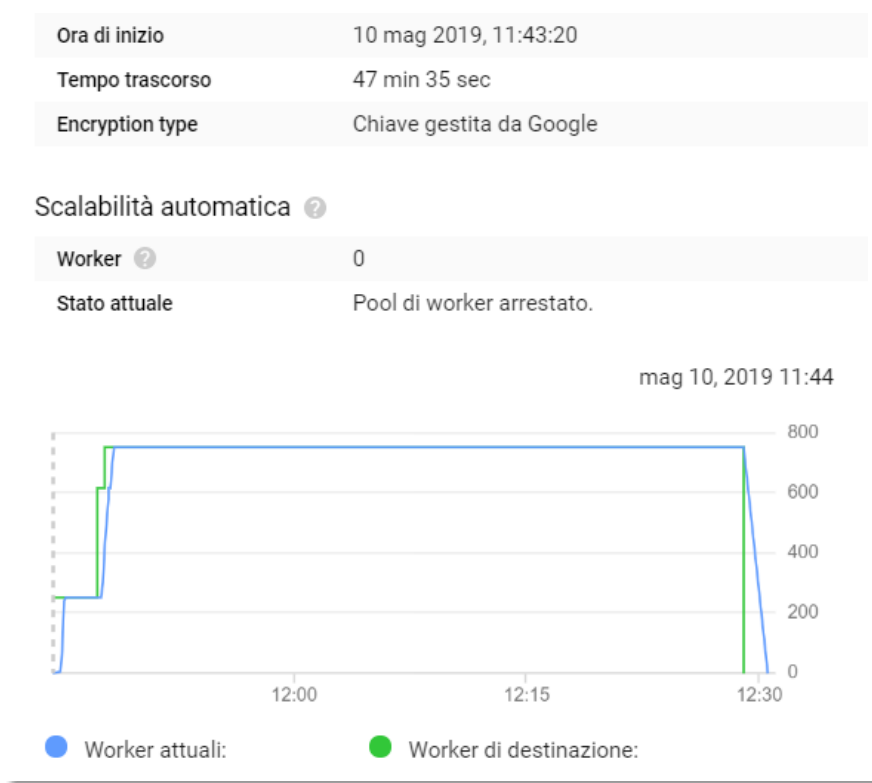 Ora di inizio 10 mag 2019, 11:43:20
Tempo trascorso 47 min 35 sec
Encryption type Chiave gestita da Google
Scalabilità automatica ?
Worker ? 0
Stato attuale Pool di worker arrestato.
mag 10, 2019 11:44
800
600
400
200
0
12:00 12:15 12:30
Worker attuali: Worker di destinazione: